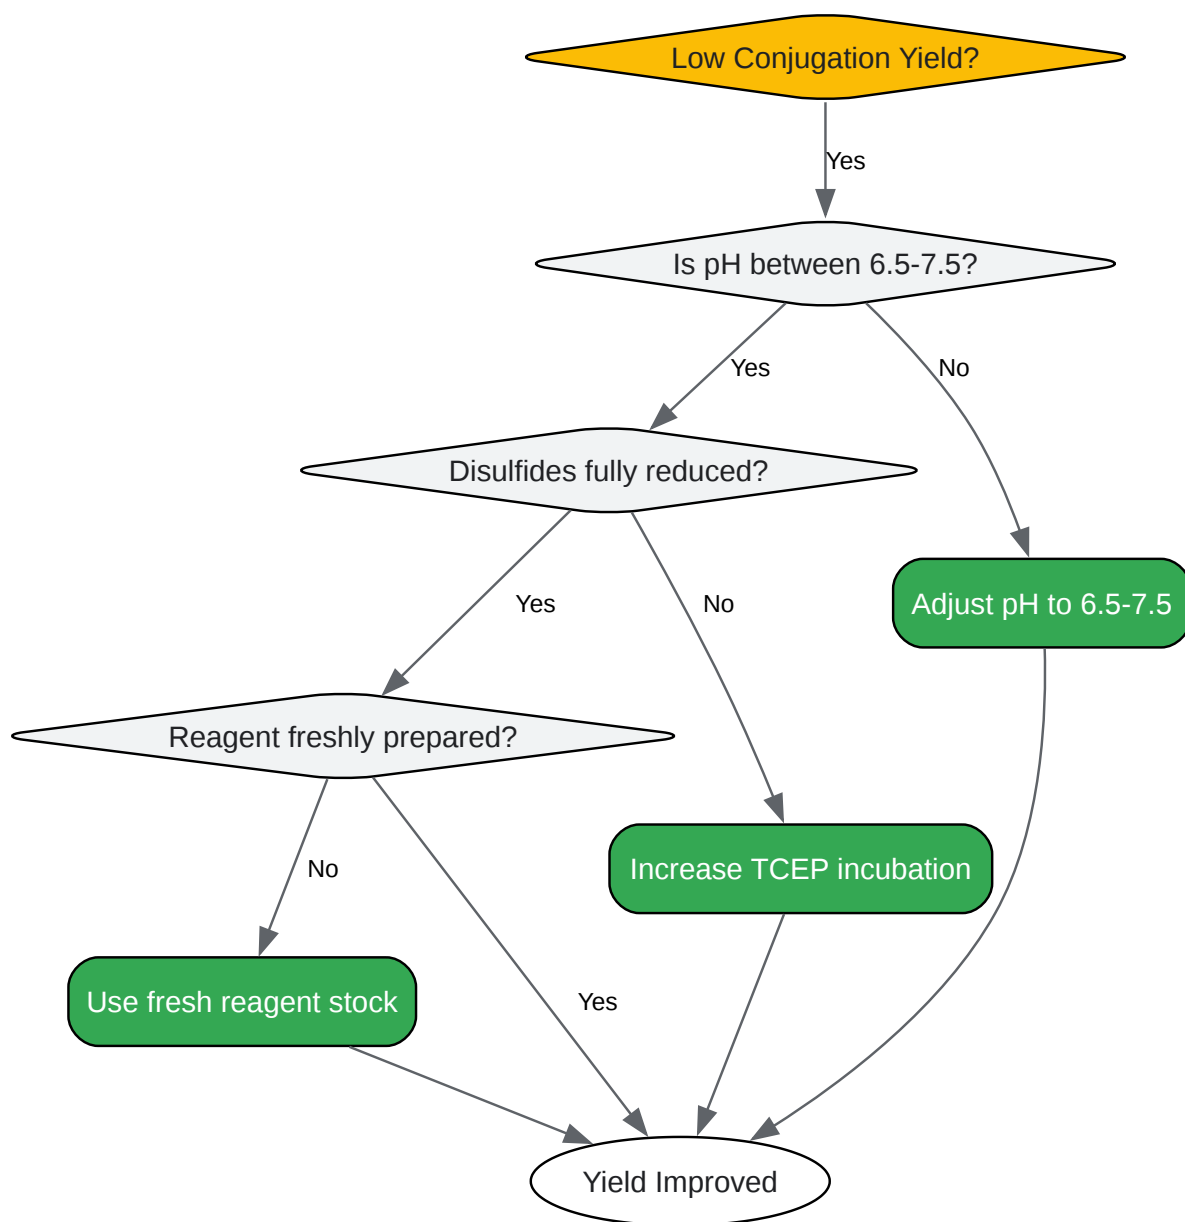 Low Conjugation Yield?
Yes
Is pH between 6.5-7.5?
Yes
No
Disulfides fully reduced?
Yes
No
Adjust pH to 6.5-7.5
Reagent freshly prepared?
No
Increase TCEP incubation
Use fresh reagent stock
Yes
Yield Improved